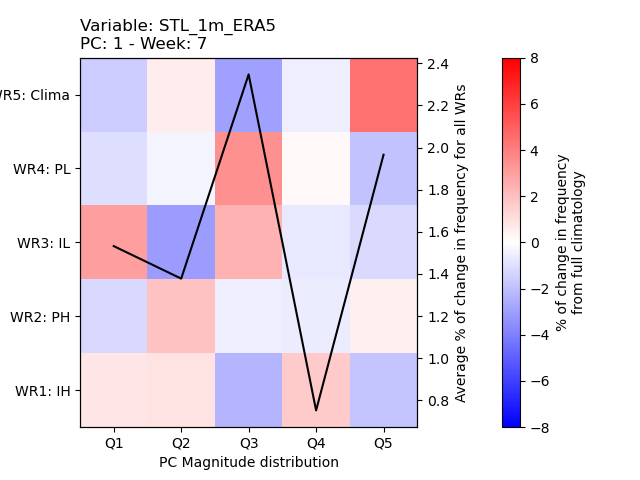 Variable: STL_1m_ERA5
PC: 1 - Week: 7
WR5: Clima
WR4: PL
WR3: IL
WR2: PH
WR1: IH
Q1 Q2 Q3 Q4 Q5
PC Magnitude distribution
2.4
2.2
2.0
1.8
1.6
1.4
1.2
1.0
0.8
Average % of change in frequency for all WRs
8
6
4
2
0
−2
−4
−6
−8
% of change in frequency
from full climatology